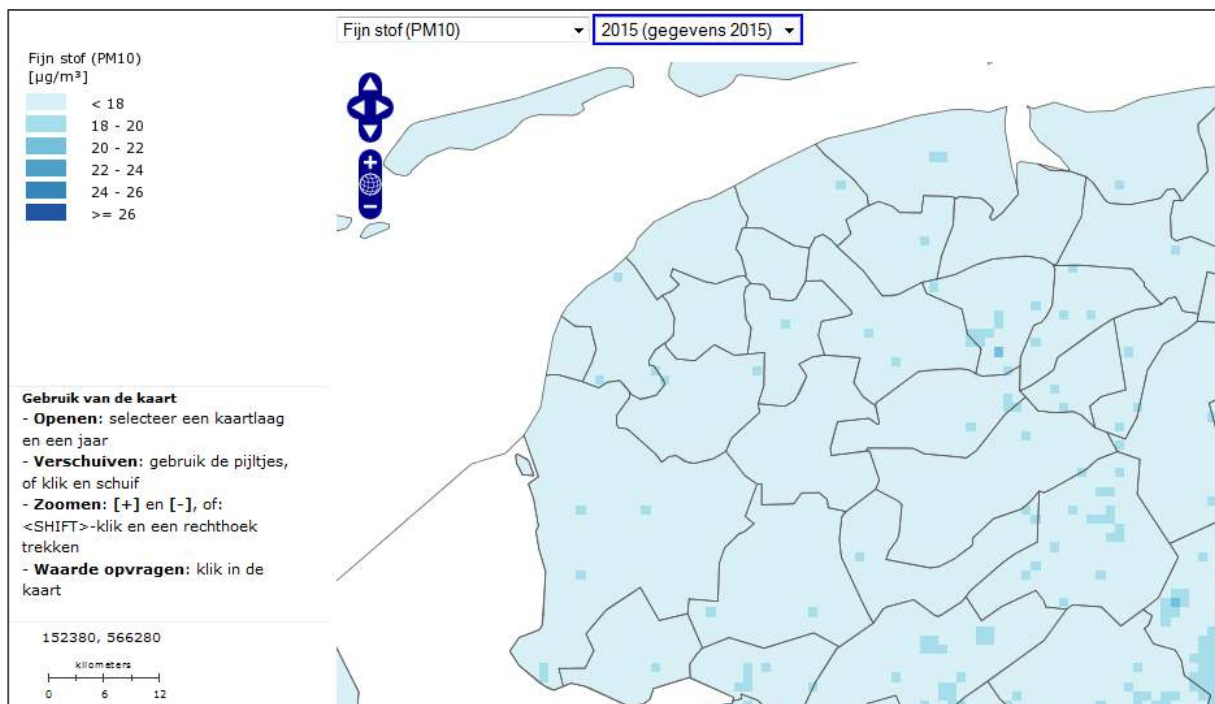 Fijn stof (PM10)
2015 (gegevens 2015)
Fijn stof (PM10)
[µg/m³]
< 18
18 - 20
20 - 22
22 - 24
24 - 26
>= 26
Gebruik van de kaart
- Openen: selecteer een kaartlaag
en een jaar
- Verschuiven: gebruik de pijltjes,
of klik en schuif
- Zoomen: [+] en [-], of:
<SHIFT>-klik en een rechthoek
trekken
- Waarde opvragen: klik in de
kaart
152380, 566280
kilometers
0 6 12